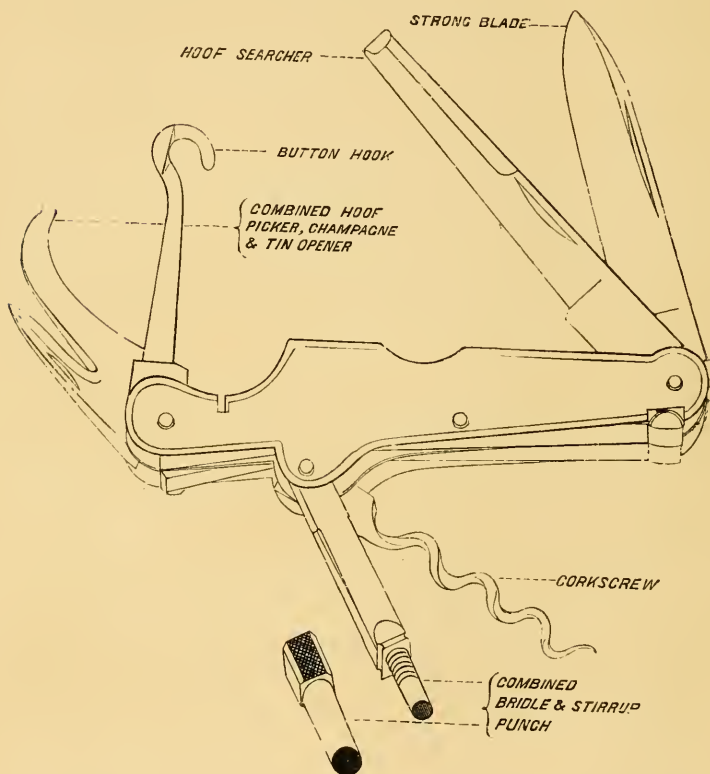 STRONG BLADE
HOOF SEARCHER
BUTTON HOOK
COMBINED HOOF
PICKER, CHAMPAGNE
& TIN OPENER
CORKSCREW
COMBINED
BRIDLE & STIRRUP
PUNCH